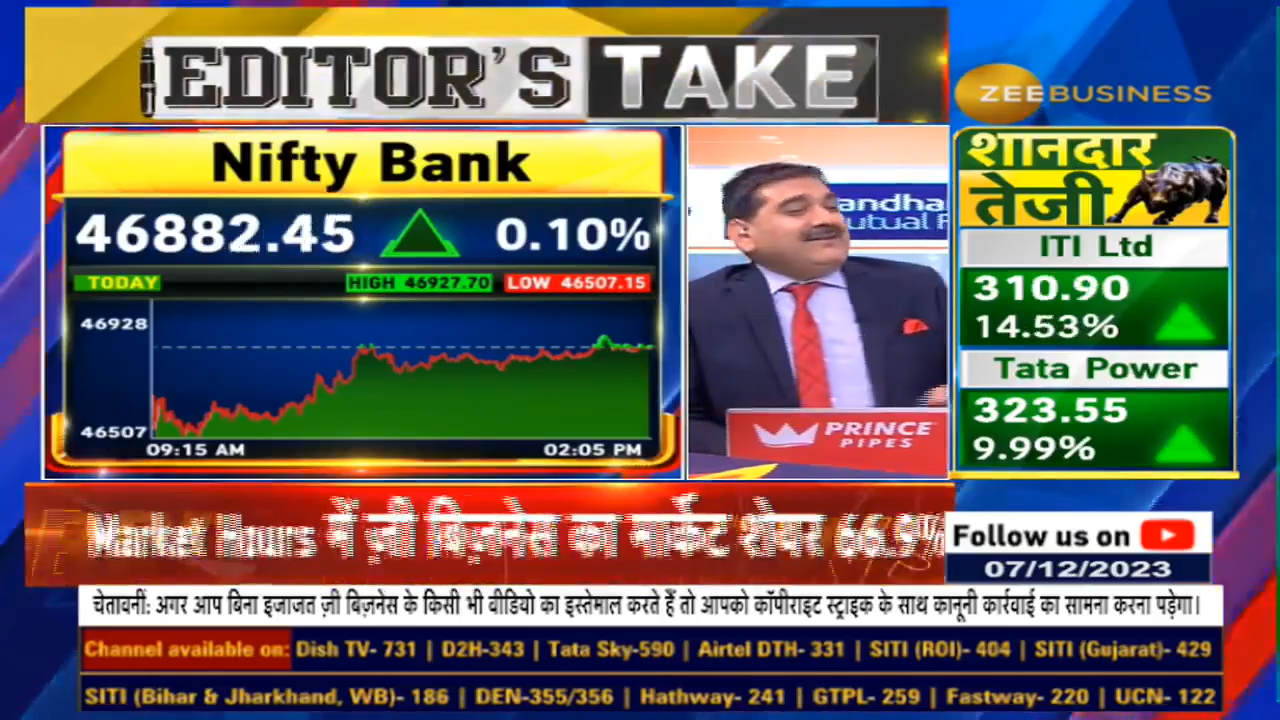 EDITOR'S TAKE
ZEEBUSINESS
Nifty Bank
46882.45 0.10%
TODAY HIGH 46927.70 LOW 46507.15
46928
46507
09:15 AM 02:05 PM
andha
utual F
PRINCE
PIPES
शानदार
तेजी
ITI Ltd
310.90
14.53%
Tata Power
323.55
9.99%
Market Hours में ज़ी बिज़नेस का मार्केट शेयर 66.9%
Follow us on
07/12/2023
चेतावनीं: अगर आप बिना इजाजत ज़ी बिज़नेस के किसी भी वीडियो का इस्तेमाल करते हैं तो आपको कॉपीराइट स्ट्राइक के साथ कानूनी कार्रवाई का सामना करना पड़ेगा।
Channel available on: Dish TV- 731 | D2H-343 | Tata Sky-590 | Airtel DTH- 331 | SITI (ROI)- 404 | SITI (Gujarat)- 429
SITI (Bihar & Jharkhand, WB)- 186 | DEN-355/356 | Hathway- 241 | GTPL- 259 | Fastway- 220 | UCN- 122